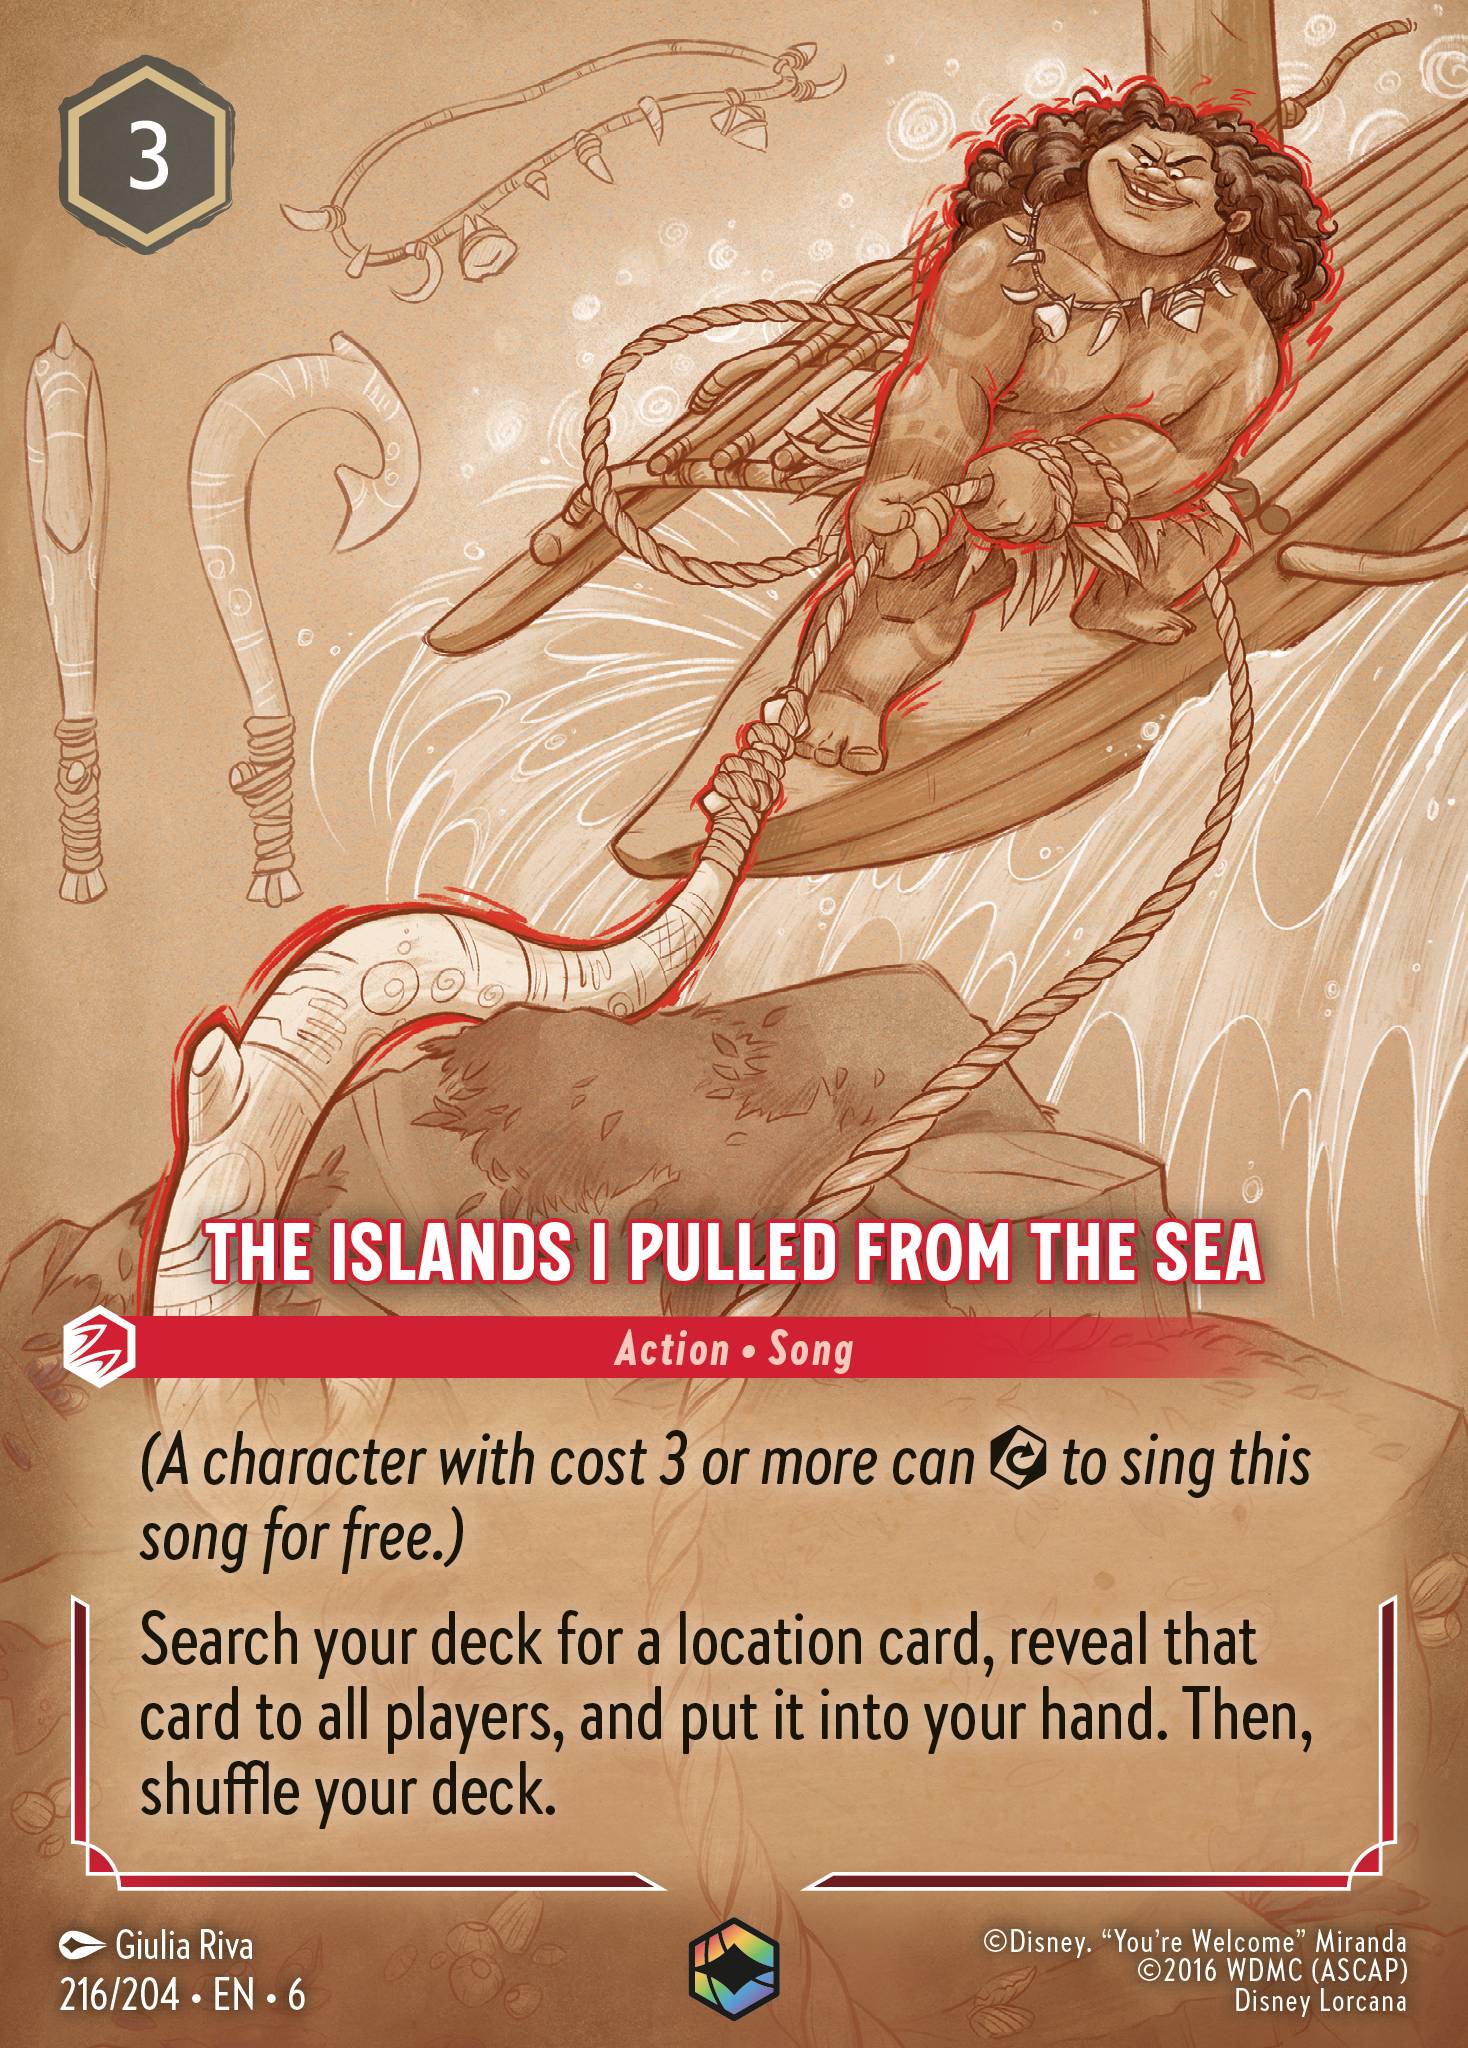 3
THE ISLANDS I PULLED FROM THE SEA
Action • Song
(A character with cost 3 or more can to sing this
song for free.)
Search your deck for a location card, reveal that
card to all players, and put it into your hand. Then,
shuffle your deck.
Giulia Riva
216/204 • EN • 6
©Disney. “You’re Welcome” Miranda
©2016 WDMC (ASCAP)
Disney Lorcana